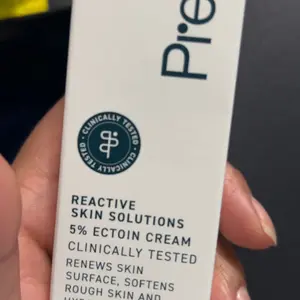 Pre
· CLINICALLY TESTED · CLINICALLY TESTED
REACTIVE
SKIN SOLUTIONS
5% ECTOIN CREAM
CLINICALLY TESTED
RENEWS SKIN
SURFACE, SOFTENS
ROUGH SKIN AND